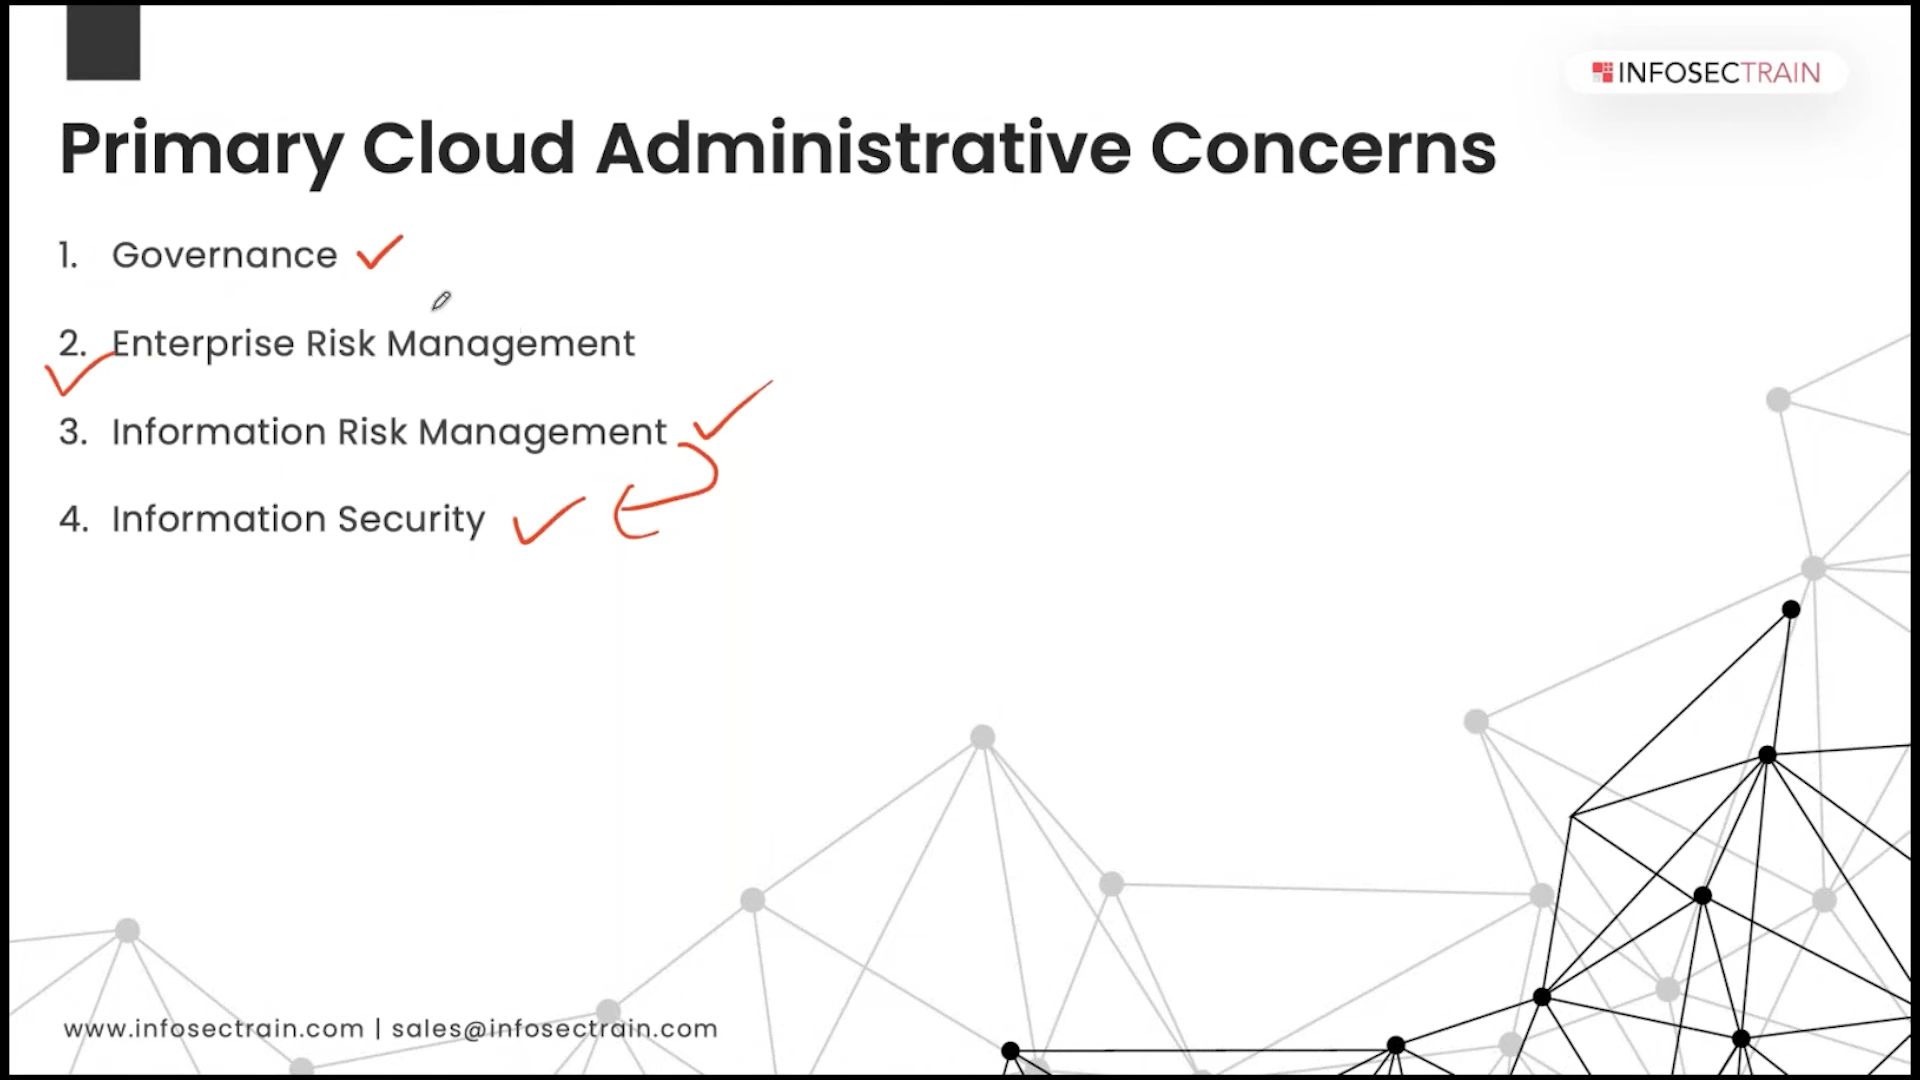 INFOSECTRAIN
Primary Cloud Administrative Concerns
1. Governance
2. Enterprise Risk Management
3. Information Risk Management
4. Information Security
www.infosectrain.com | sales@infosectrain.com